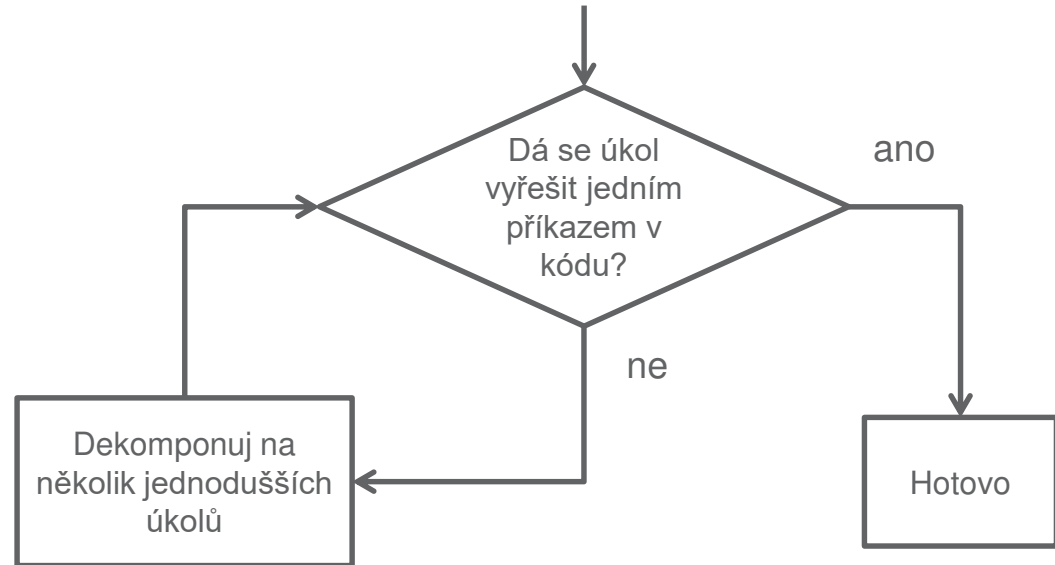 Dá se úkol
vyřešit jedním
příkazem v
kódu?
ano
ne
Dekomponuj na
několik jednodušších
úkolů
Hotovo